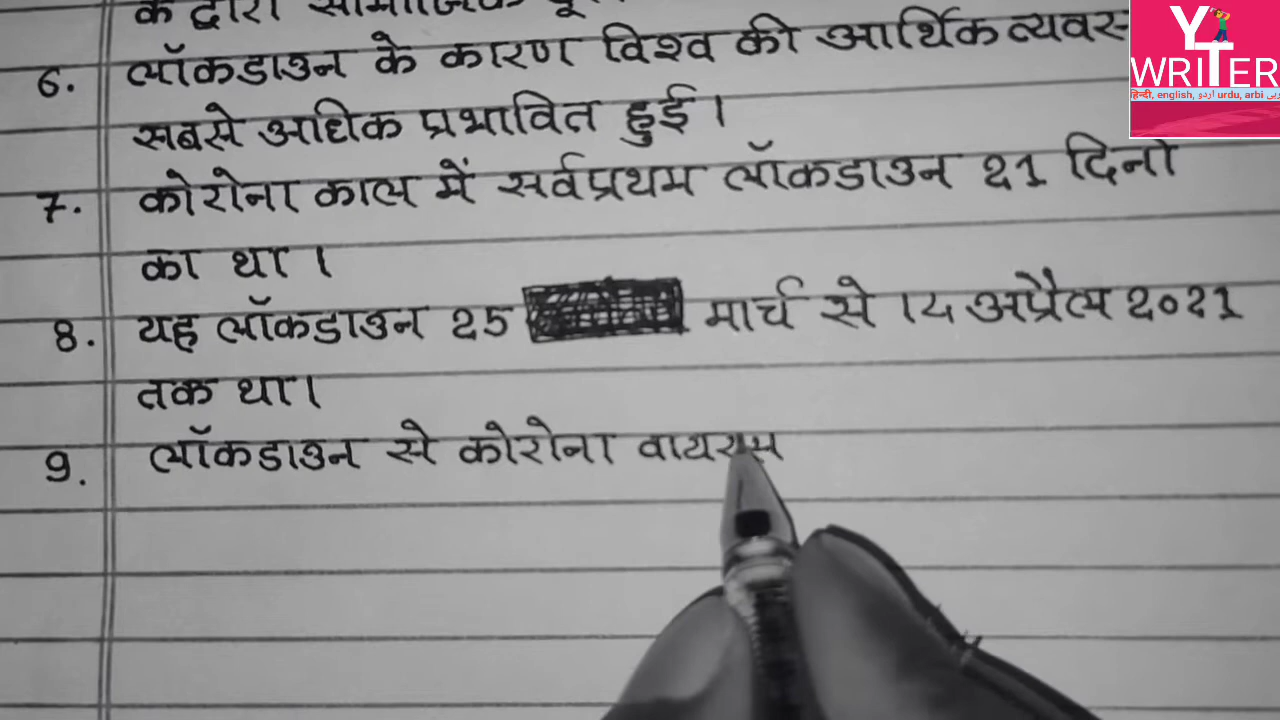 के द्वारा सामाजिक
6. लॉकडाउन के कारण विश्व की आर्थिक व्यवस
सबसे अधिक प्रभावित हुई।
7. कोरोना काल में सर्वप्रथम लॉकडाउन 21 दिनो
का था।
8. यह लॉकडाउन 25 मार्च से 14 अप्रैल 2021
तक था।
9. लॉकडाउन से कोरोना वायरस
YT
WRITER
हिन्दी, english, اردو urdu, arbi عربی